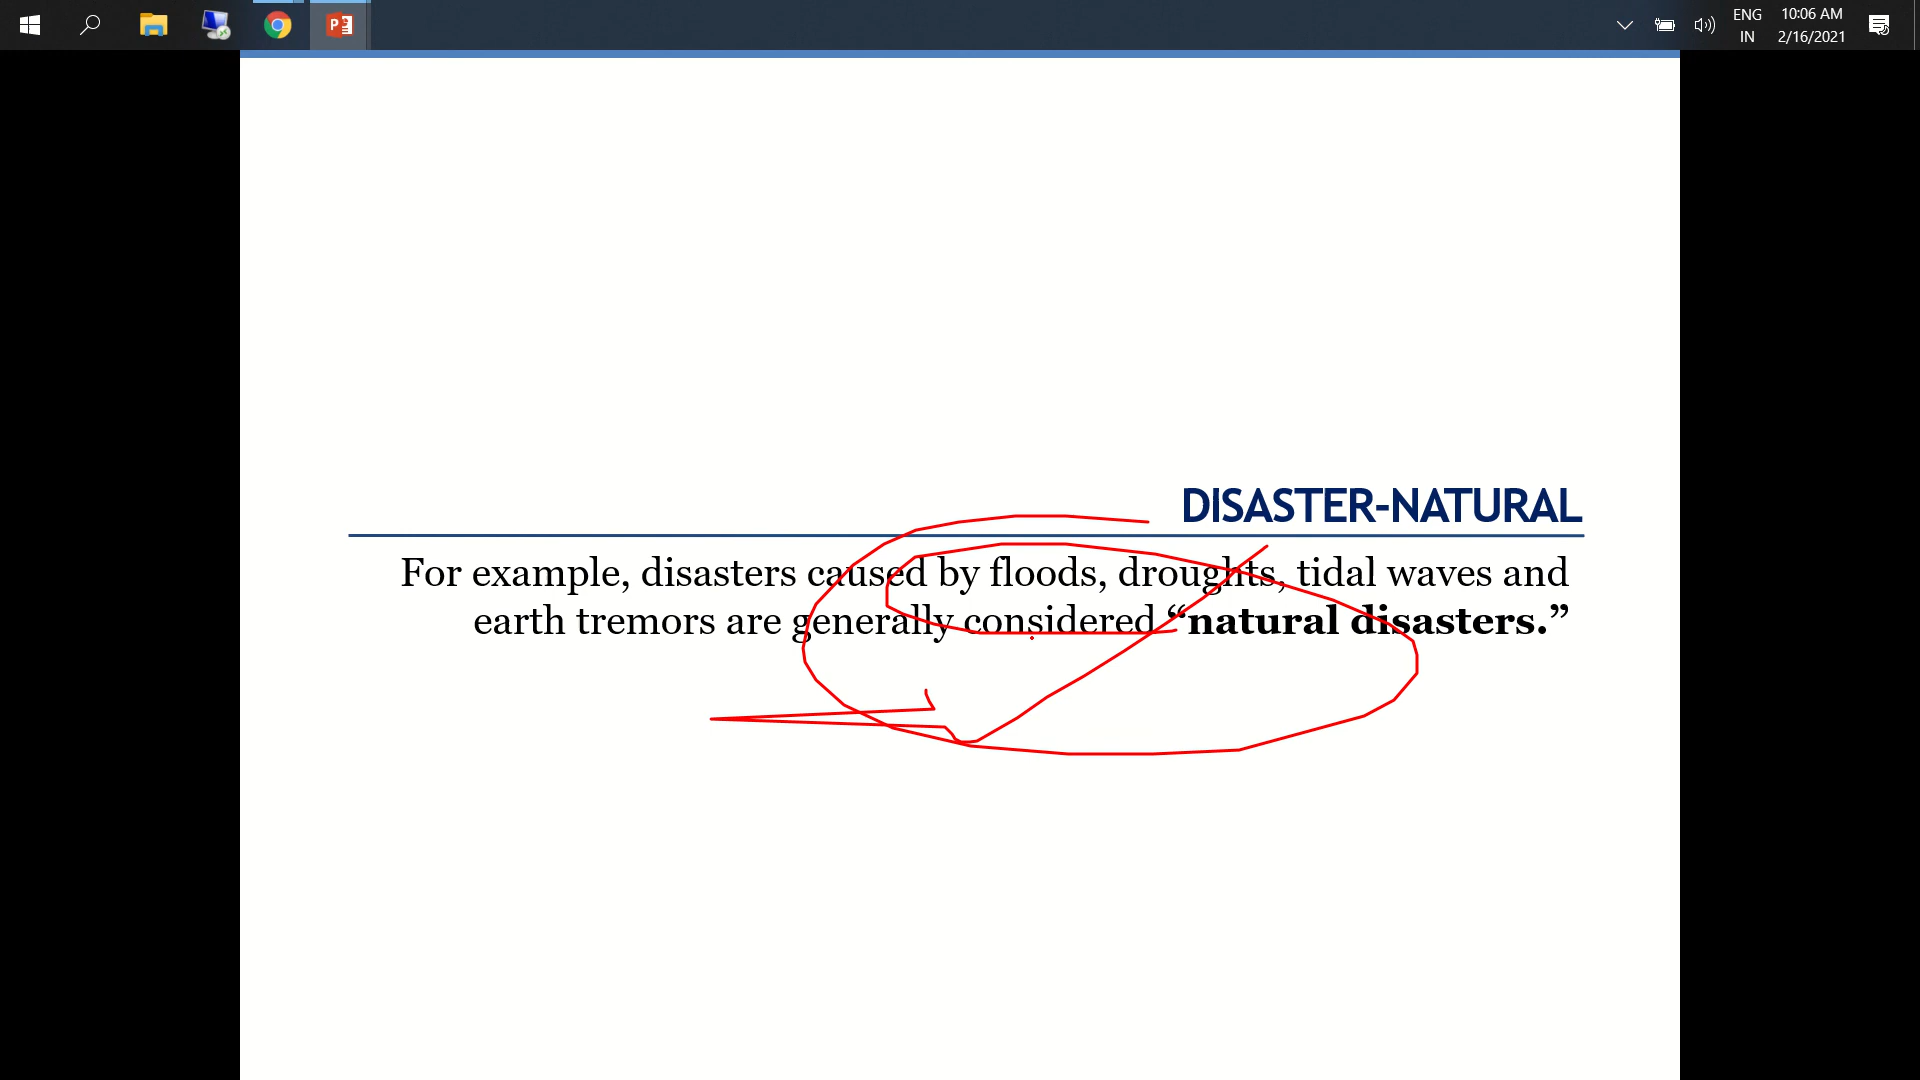 ENG 10:06 AM
IN 2/16/2021
DISASTER-NATURAL
For example, disasters caused by floods, droughts, tidal waves and
earth tremors are generally considered “natural disasters.”